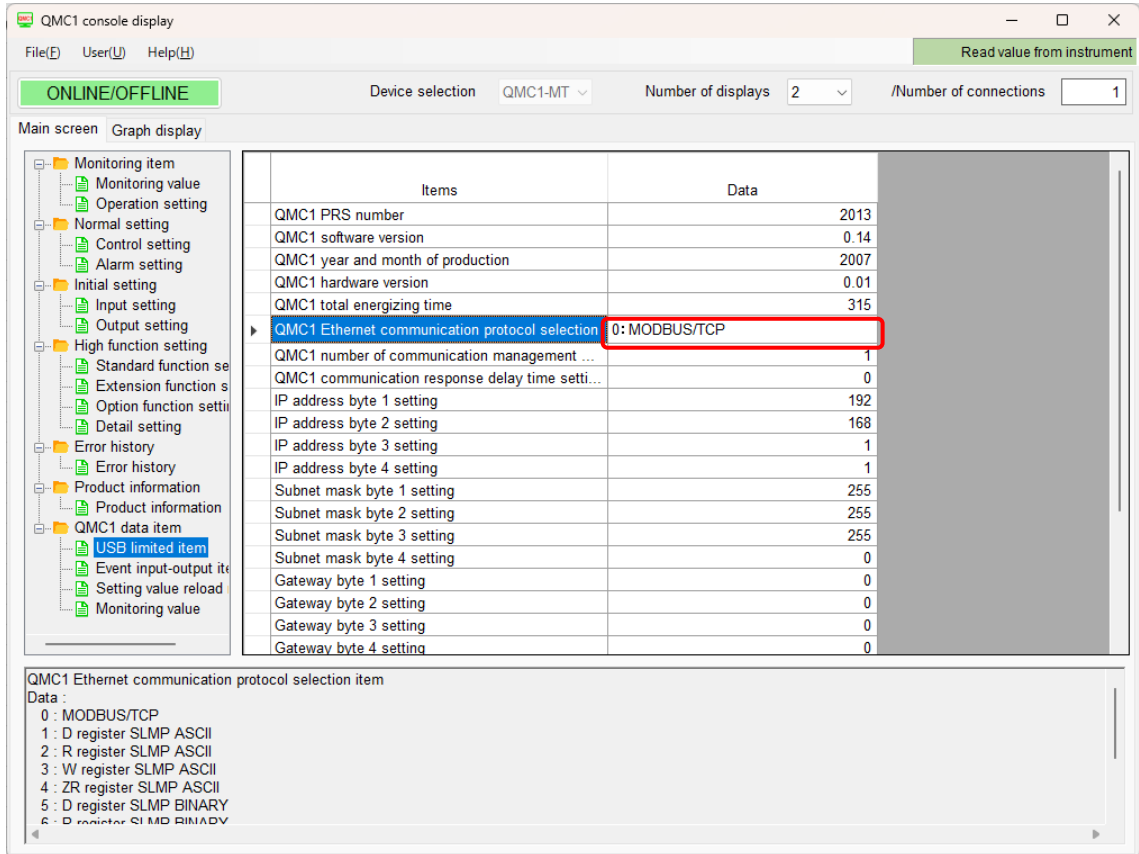 QMC1 console display
File(F) User(U) Help(H) Read value from instrument
ONLINE/OFFLINE Device selection QMC1-MT Number of displays 2 /Number of connections 1
Main screen Graph display
Monitoring item
Monitoring value
Operation setting
Normal setting
Control setting
Alarm setting
Initial setting
Input setting
Output setting
High function setting
Standard function se
Extension function s
Option function settin
Detail setting
Error history
Error history
Product information
Product information
QMC1 data item
USB limited item
Event input-output ite
Setting value reload
Monitoring value
Items Data
QMC1 PRS number 2013
QMC1 software version 0.14
QMC1 year and month of production 2007
QMC1 hardware version 0.01
QMC1 total energizing time 315
QMC1 Ethernet communication protocol selection 0: MODBUS/TCP
QMC1 number of communication management ... 1
QMC1 communication response delay time setti... 0
IP address byte 1 setting 192
IP address byte 2 setting 168
IP address byte 3 setting 1
IP address byte 4 setting 1
Subnet mask byte 1 setting 255
Subnet mask byte 2 setting 255
Subnet mask byte 3 setting 255
Subnet mask byte 4 setting 0
Gateway byte 1 setting 0
Gateway byte 2 setting 0
Gateway byte 3 setting 0
Gateway byte 4 setting 0
QMC1 Ethernet communication protocol selection item
Data :
0 : MODBUS/TCP
1 : D register SLMP ASCII
2 : R register SLMP ASCII
3 : W register SLMP ASCII
4 : ZR register SLMP ASCII
5 : D register SLMP BINARY
6 : R register SLMP BINARY